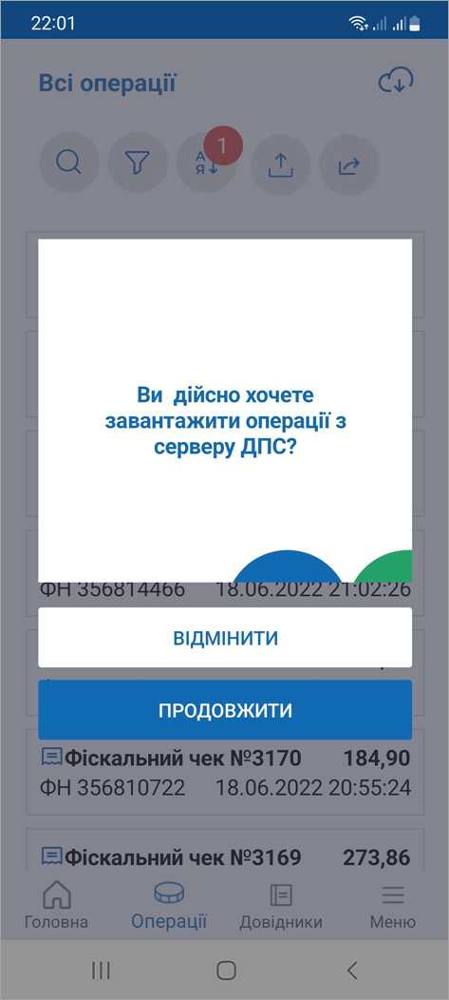 22:01
Всі операції
А
Я
1
Ви дійсно хочете
завантажити операції з
серверу ДПС?
ФН 356814466 18.06.2022 21:02:26
ВІДМІНИТИ
ПРОДОВЖИТИ
Фіскальний чек №3170 184,90
ФН 356810722 18.06.2022 20:55:24
Фіскальний чек №3169 273,86
Головна Операції Довідники Меню